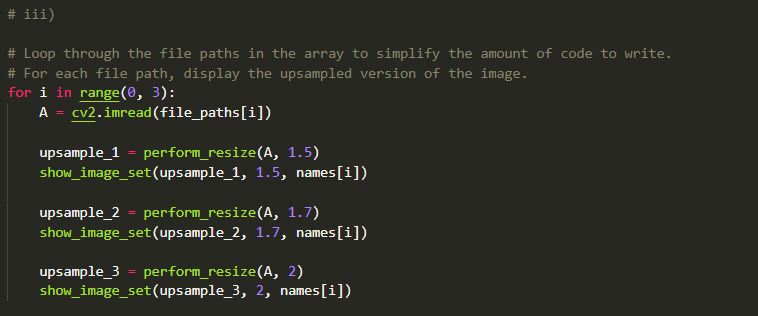 # iii)
# Loop through the file paths in the array to simplify the amount of code to write.
# For each file path, display the upsampled version of the image.
for i in range(0, 3):
    A = cv2.imread(file_paths[i])
    upsample_1 = perform_resize(A, 1.5)
    show_image_set(upsample_1, 1.5, names[i])
    upsample_2 = perform_resize(A, 1.7)
    show_image_set(upsample_2, 1.7, names[i])
    upsample_3 = perform_resize(A, 2)
    show_image_set(upsample_3, 2, names[i])